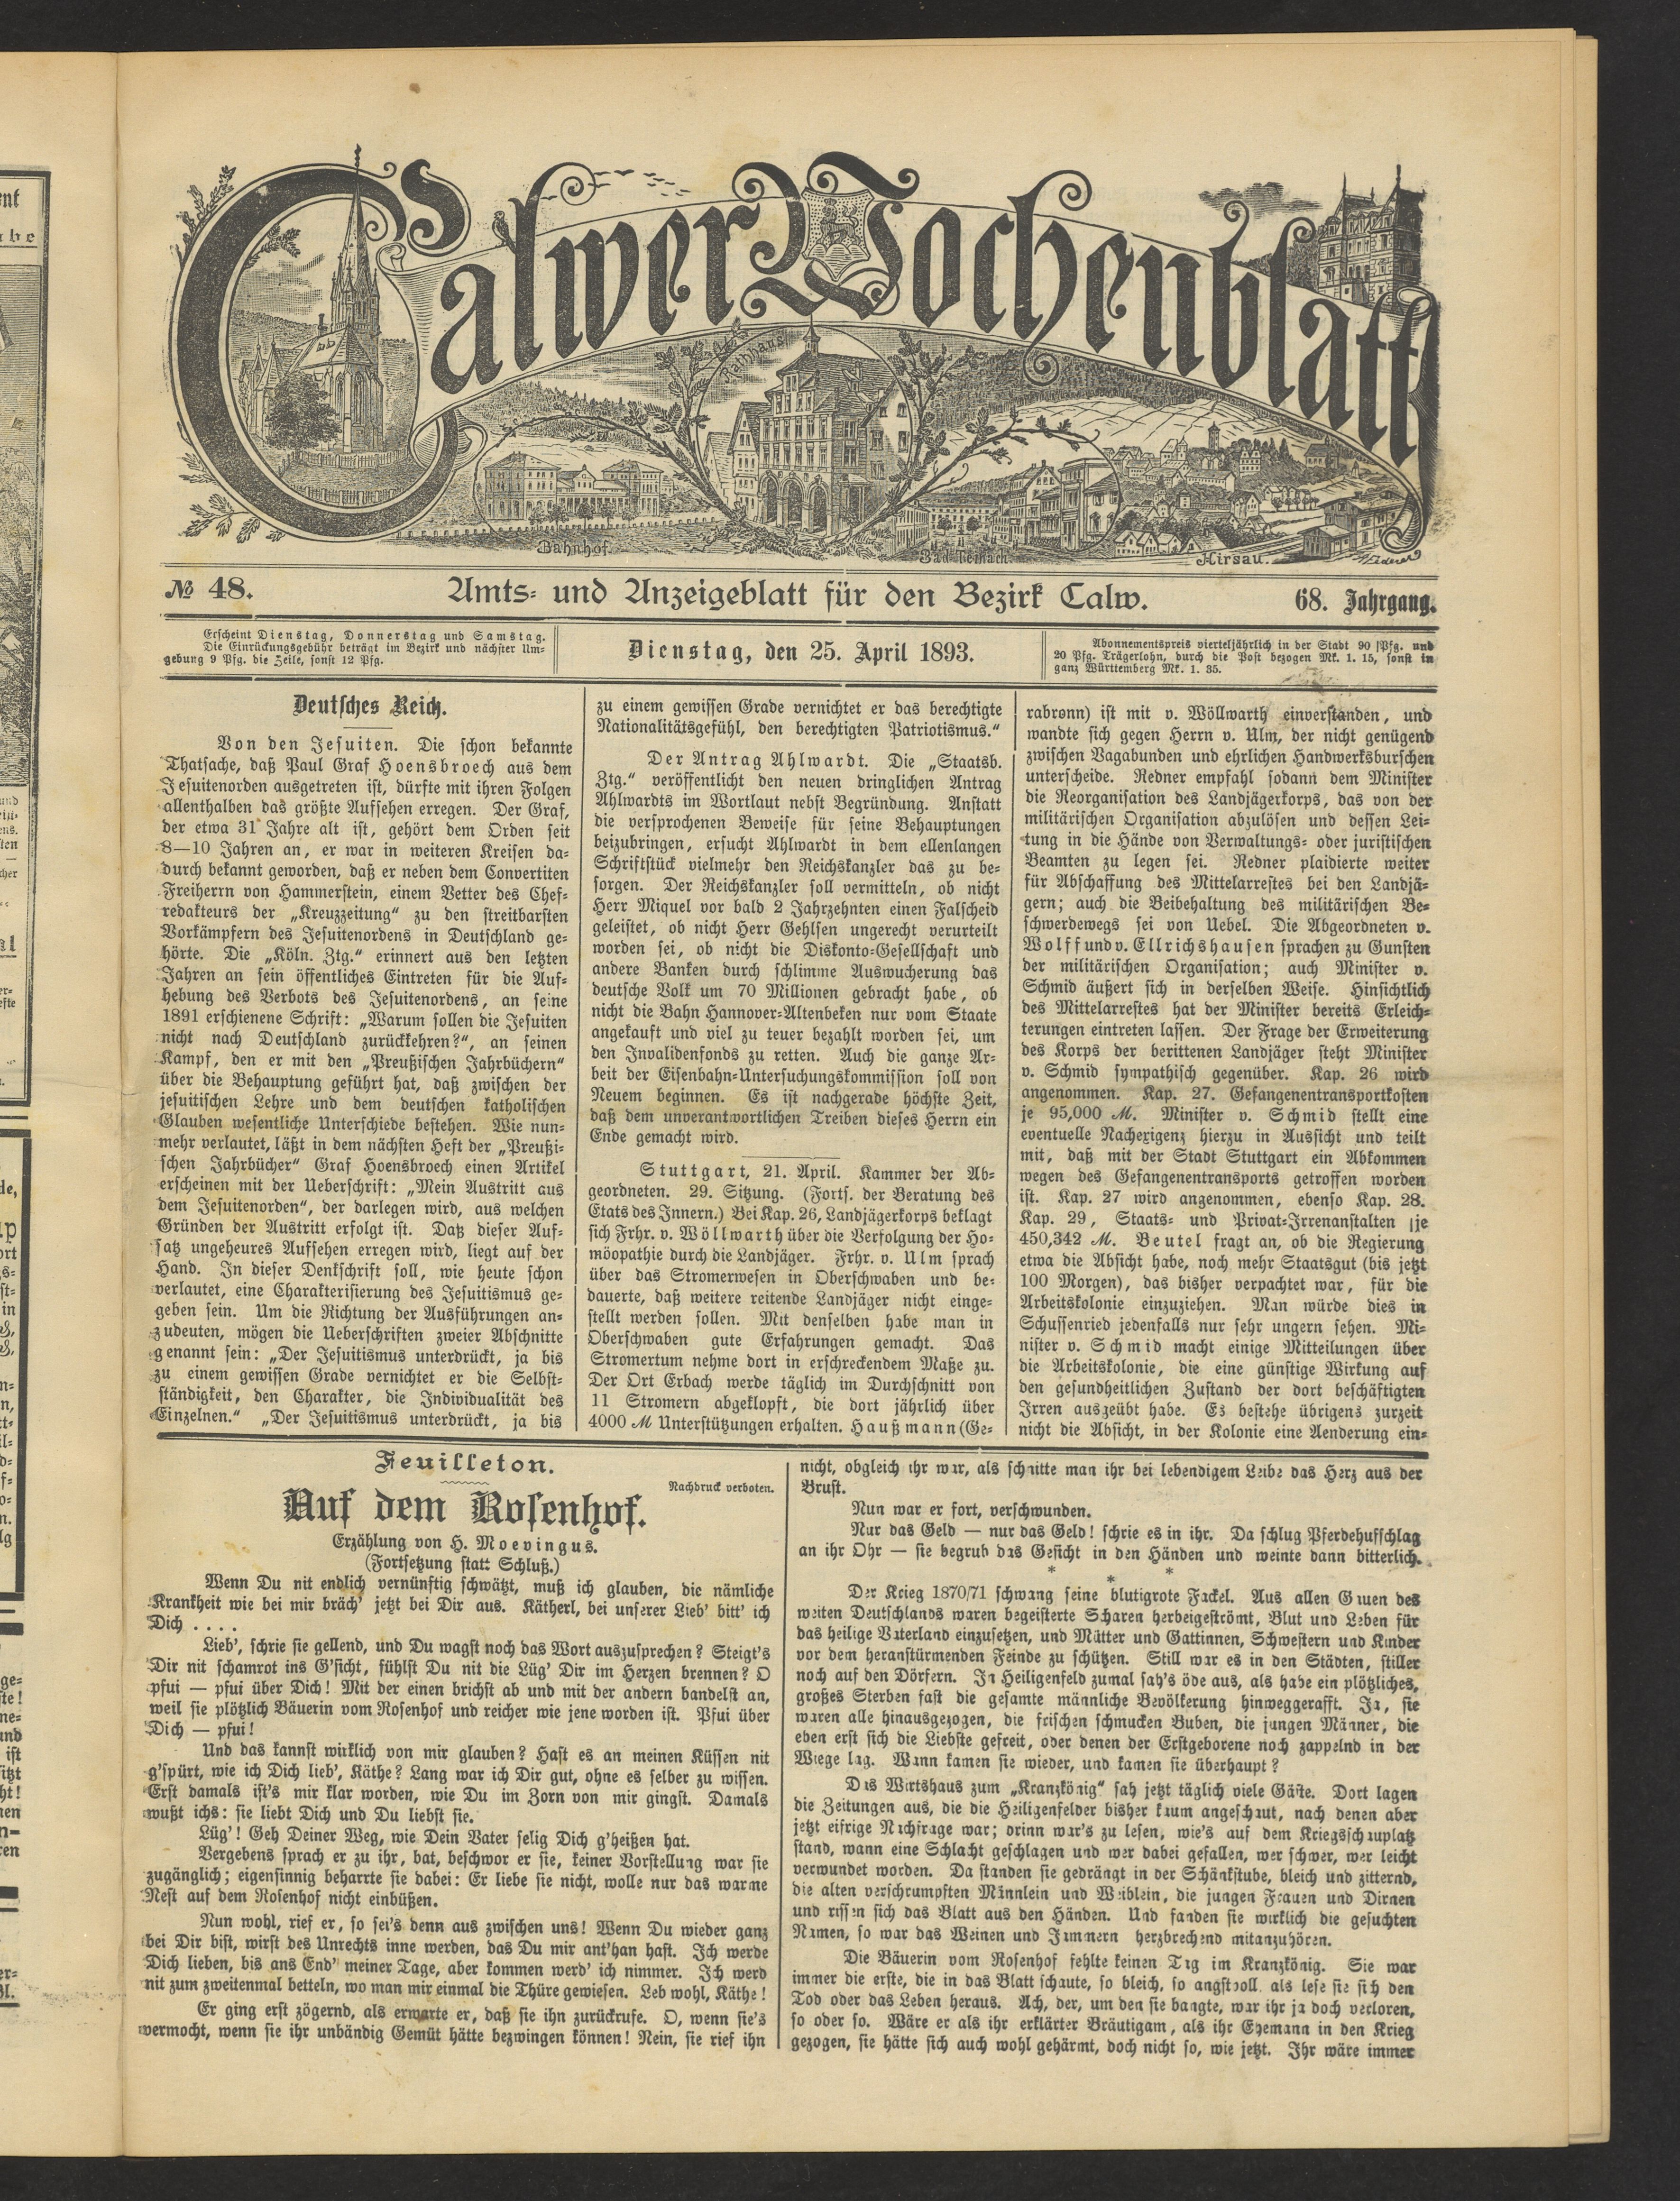 Calwer Wochenblatt
Rathhaus
Bahnhof.
Bad Teinach.
Hirsau.
№ 48.
Amts- und Anzeigeblatt für den Bezirk Calw.
68. Jahrgang.
Erscheint Dienstag, Donnerstag und Samstag.
Die Einrückungsgebühr beträgt im Bezirk und nächster Um-
gebung 9 Pfg. die Zeile, sonst 12 Pfg.
Dienstag, den 25. April 1893.
Abonnementspreis vierteljährlich in der Stadt 90 Pfg. und
20 Pfg. Trägerlohn, durch die Post bezogen Mk. 1. 15, sonst in
ganz Württemberg Mk. 1. 35.
Deutsches Reich.
Von den Jesuiten. Die schon bekannte
Thatsache, daß Paul Graf Hoensbroech aus dem
Jesuitenorden ausgetreten ist, dürfte mit ihren Folgen
allenthalben das größte Aufsehen erregen. Der Graf,
der etwa 31 Jahre alt ist, gehört dem Orden seit
8—10 Jahren an, er war in weiteren Kreisen da-
durch bekannt geworden, daß er neben dem Convertiten
Freiherrn von Hammerstein, einem Vetter des Chef-
redakteurs der „Kreuzzeitung“ zu den streitbarsten
Vorkämpfern des Jesuitenordens in Deutschland ge-
hörte. Die „Köln. Ztg.“ erinnert aus den letzten
Jahren an sein öffentliches Eintreten für die Auf-
hebung des Verbots des Jesuitenordens, an seine
1891 erschienene Schrift: „Warum sollen die Jesuiten
nicht nach Deutschland zurückkehren?“, an seinen
Kampf, den er mit den „Preußischen Jahrbüchern“
über die Behauptung geführt hat, daß zwischen der
jesuitischen Lehre und dem deutschen katholischen
Glauben wesentliche Unterschiede bestehen. Wie nun-
mehr verlautet, läßt in dem nächsten Heft der „Preußi-
schen Jahrbücher“ Graf Hoensbroech einen Artikel
erscheinen mit der Ueberschrift: „Mein Austritt aus
dem Jesuitenorden“, der darlegen wird, aus welchen
Gründen der Austritt erfolgt ist. Daß dieser Auf-
satz ungeheures Aufsehen erregen wird, liegt auf der
Hand. In dieser Denkschrift soll, wie heute schon
verlautet, eine Charakterisierung des Jesuitismus ge-
geben sein. Um die Richtung der Ausführungen an-
zudeuten, mögen die Ueberschriften zweier Abschnitte
genannt sein: „Der Jesuitismus unterdrückt, ja bis
zu einem gewissen Grade vernichtet er die Selbst-
ständigkeit, den Charakter, die Individualität des
Einzelnen.“ „Der Jesuitismus unterdrückt, ja bis
zu einem gewissen Grade vernichtet er das berechtigte
Nationalitätsgefühl, den berechtigten Patriotismus.“
Der Antrag Ahlwardt. Die „Staatsb.
Ztg.“ veröffentlicht den neuen dringlichen Antrag
Ahlwardts im Wortlaut nebst Begründung. Anstatt
die versprochenen Beweise für seine Behauptungen
beizubringen, ersucht Ahlwardt in dem ellenlangen
Schriftstück vielmehr den Reichskanzler das zu be-
sorgen. Der Reichskanzler soll vermitteln, ob nicht
Herr Miquel vor bald 2 Jahrzehnten einen Falscheid
geleistet, ob nicht Herr Gehlsen ungerecht verurteilt
worden sei, ob nicht die Diskonto-Gesellschaft und
andere Banken durch schlimme Auswucherung das
deutsche Volk um 70 Millionen gebracht habe, ob
nicht die Bahn Hannover-Altenbeken nur vom Staate
angekauft und viel zu teuer bezahlt worden sei, um
den Invalidenfonds zu retten. Auch die ganze Ar-
beit der Eisenbahn-Untersuchungskommission soll von
Neuem beginnen. Es ist nachgerade höchste Zeit,
daß dem unverantwortlichen Treiben dieses Herrn ein
Ende gemacht wird.
Stuttgart, 21. April. Kammer der Ab-
geordneten. 29. Sitzung. (Forts. der Beratung des
Etats des Innern.) Bei Kap. 26, Landjägerkorps beklagt
sich Frhr. v. Wöllwarth über die Verfolgung der Ho-
möopathie durch die Landjäger. Frhr. v. Ulm sprach
über das Stromerwesen in Oberschwaben und be-
dauerte, daß weitere reitende Landjäger nicht einge-
stellt werden sollen. Mit denselben habe man in
Oberschwaben gute Erfahrungen gemacht. Das
Stromertum nehme dort in erschreckendem Maße zu.
Der Ort Erbach werde täglich im Durchschnitt von
11 Stromern abgeklopft, die dort jährlich über
4000 M Unterstützungen erhalten. Haußmann (Ge-
rabronn) ist mit v. Wöllwarth einverstanden, und
wandte sich gegen Herrn v. Ulm, der nicht genügend
zwischen Vagabunden und ehrlichen Handwerksburschen
unterscheide. Redner empfahl sodann dem Minister
die Reorganisation des Landjägerkorps, das von der
militärischen Organisation abzulösen und dessen Lei-
tung in die Hände von Verwaltungs- oder juristischen
Beamten zu legen sei. Redner plaidierte weiter
für Abschaffung des Mittelarrestes bei den Landjä-
gern; auch die Beibehaltung des militärischen Be-
schwerdewegs sei von Uebel. Die Abgeordneten v.
Wolff und v. Ellrichshausen sprachen zu Gunsten
der militärischen Organisation; auch Minister v.
Schmid äußert sich in derselben Weise. Hinsichtlich
des Mittelarrestes hat der Minister bereits Erleich-
terungen eintreten lassen. Der Frage der Erweiterung
des Korps der berittenen Landjäger steht Minister
v. Schmid sympathisch gegenüber. Kap. 26 wird
angenommen. Kap. 27. Gefangenentransportkosten
je 95,000 M. Minister v. Schmid stellt eine
eventuelle Nacherigenz hierzu in Aussicht und teilt
mit, daß mit der Stadt Stuttgart ein Abkommen
wegen des Gefangenentransports getroffen worden
ist. Kap. 27 wird angenommen, ebenso Kap. 28.
Kap. 29, Staats- und Privat-Irrenanstalten je
450,342 M. Beutel fragt an, ob die Regierung
etwa die Absicht habe, noch mehr Staatsgut (bis jetzt
100 Morgen), das bisher verpachtet war, für die
Arbeitskolonie einzuziehen. Man würde dies in
Schussenried jedenfalls nur sehr ungern sehen. Mi-
nister v. Schmid macht einige Mitteilungen über
die Arbeitskolonie, die eine günstige Wirkung auf
den gesundheitlichen Zustand der dort beschäftigten
Irren ausgeübt habe. Es bestehe übrigens zurzeit
nicht die Absicht, in der Kolonie eine Aenderung ein-
Feuilleton.
Nachdruck verboten.
Auf dem Rosenhof.
Erzählung von H. Moevingus.
(Fortsetzung statt Schluß.)
Wenn Du nit endlich vernünftig schwätzt, muß ich glauben, die nämliche
Krankheit wie bei mir bräch' jetzt bei Dir aus. Kätherl, bei unserer Lieb' bitt' ich
Dich . . . .
Lieb', schrie sie gellend, und Du wagst noch das Wort auszusprechen? Steigt's
Dir nit schamrot ins G'sicht, fühlst Du nit die Lüg' Dir im Herzen brennen? O
pfui — pfui über Dich! Mit der einen brichst ab und mit der andern bandelst an,
weil sie plötzlich Bäuerin vom Rosenhof und reicher wie jene worden ist. Pfui über
Dich — pfui!
Und das kannst wirklich von mir glauben? Hast es an meinen Küssen nit
g'spürt, wie ich Dich lieb', Käthe? Lang war ich Dir gut, ohne es selber zu wissen.
Erst damals ist's mir klar worden, wie Du im Zorn von mir gingst. Damals
wußt ichs: sie liebt Dich und Du liebst sie.
Lüg'! Geh Deiner Weg, wie Dein Vater selig Dich g'heißen hat.
Vergebens sprach er zu ihr, bat, beschwor er sie, keiner Vorstellung war sie
zugänglich; eigensinnig beharrte sie dabei: Er liebe sie nicht, wolle nur das warme
Nest auf dem Rosenhof nicht einbüßen.
Nun wohl, rief er, so sei's denn aus zwischen uns! Wenn Du wieder ganz
bei Dir bist, wirst des Unrechts inne werden, das Du mir ant'han hast. Ich werde
Dich lieben, bis ans End' meiner Tage, aber kommen werd' ich nimmer. Ich werd
nit zum zweitenmal betteln, wo man mir einmal die Thüre gewiesen. Leb wohl, Käthe!
Er ging erst zögernd, als erwarte er, daß sie ihn zurückrufe. O, wenn sie's
vermocht, wenn sie ihr unbändig Gemüt hätte bezwingen können! Nein, sie rief ihn
nicht, obgleich ihr war, als schnitte man ihr bei lebendigem Leibe das Herz aus der
Brust.
Nun war er fort, verschwunden.
Nur das Geld — nur das Geld! schrie es in ihr. Da schlug Pferdehufschlag
an ihr Ohr — sie begrub das Gesicht in den Händen und weinte dann bitterlich.
* * *
Der Krieg 1870/71 schwang seine blutigrote Fackel. Aus allen Gauen des
weiten Deutschlands waren begeisterte Scharen herbeigeströmt, Blut und Leben für
das heilige Vaterland einzusetzen, und Mütter und Gattinnen, Schwestern und Kinder
vor dem heranstürmenden Feinde zu schützen. Still war es in den Städten, stiller
noch auf den Dörfern. In Heiligenfeld zumal sah's öde aus, als habe ein plötzliches,
großes Sterben fast die gesamte männliche Bevölkerung hinweggerafft. Ja, sie
waren alle hinausgezogen, die frischen schmucken Buben, die jungen Männer, die
eben erst sich die Liebste gefreit, oder denen der Erstgeborene noch zappelnd in der
Wiege lag. Wann kamen sie wieder, und kamen sie überhaupt?
Das Wirtshaus zum „Kranzkönig“ sah jetzt täglich viele Gäste. Dort lagen
die Zeitungen aus, die die Heiligenfelder bisher kaum angeschaut, nach denen aber
jetzt eifrige Nachfrage war; drinn war's zu lesen, wie's auf dem Kriegsschauplatz
stand, wann eine Schlacht geschlagen und wer dabei gefallen, wer schwer, wer leicht
verwundet worden. Da standen sie gedrängt in der Schänkstube, bleich und zitternd,
die alten verschrumpften Männlein und Weiblein, die jungen Frauen und Dirnen
und rissen sich das Blatt aus den Händen. Und fanden sie wirklich die gesuchten
Namen, so war das Weinen und Jammern herzbrechend mitanzuhören.
Die Bäuerin vom Rosenhof fehlte keinen Tag im Kranzkönig. Sie war
immer die erste, die in das Blatt schaute, so bleich, so angstvoll, als lese sie sich den
Tod oder das Leben heraus. Ach, der, um den sie bangte, war ihr ja doch verloren,
so oder so. Wäre er als ihr erklärter Bräutigam, als ihr Ehemann in den Krieg
gezogen, sie hätte sich auch wohl gehärmt, doch nicht so, wie jetzt. Ihr wäre immer